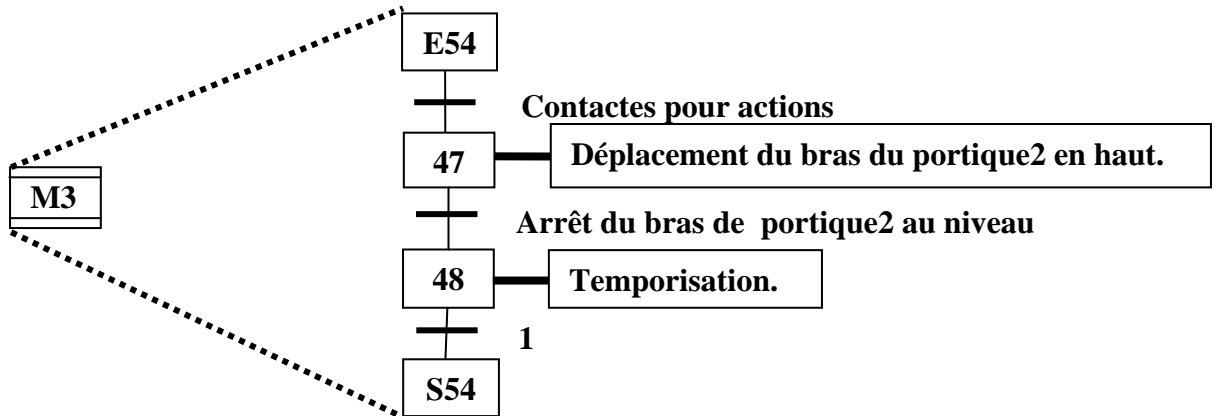 E54
Contactes pour actions
47
Déplacement du bras du portique2 en haut.
M3
Arrêt du bras de portique2 au niveau
48
Temporisation.
1
S54